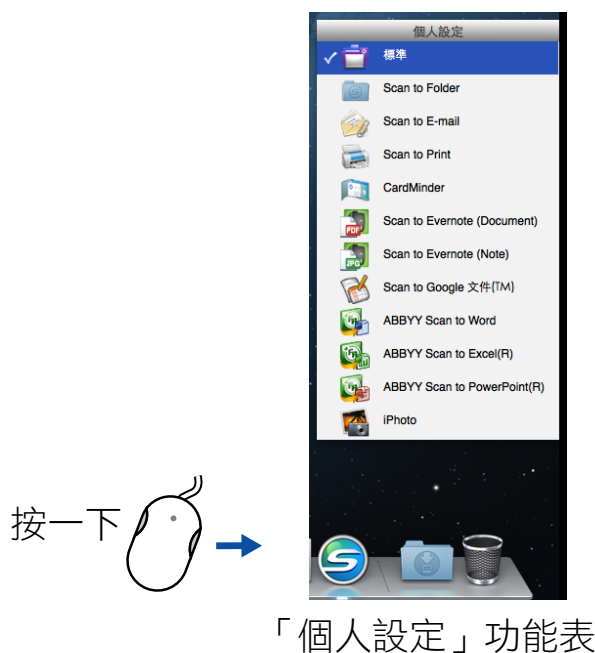 個人設定
標準
Scan to Folder
Scan to E-mail
Scan to Print
CardMinder
PDF
Scan to Evernote (Document)
JPG
Scan to Evernote (Note)
Scan to Google 文件(TM)
ABBYY Scan to Word
ABBYY Scan to Excel(R)
ABBYY Scan to PowerPoint(R)
iPhoto
按一下
S
「個人設定」功能表